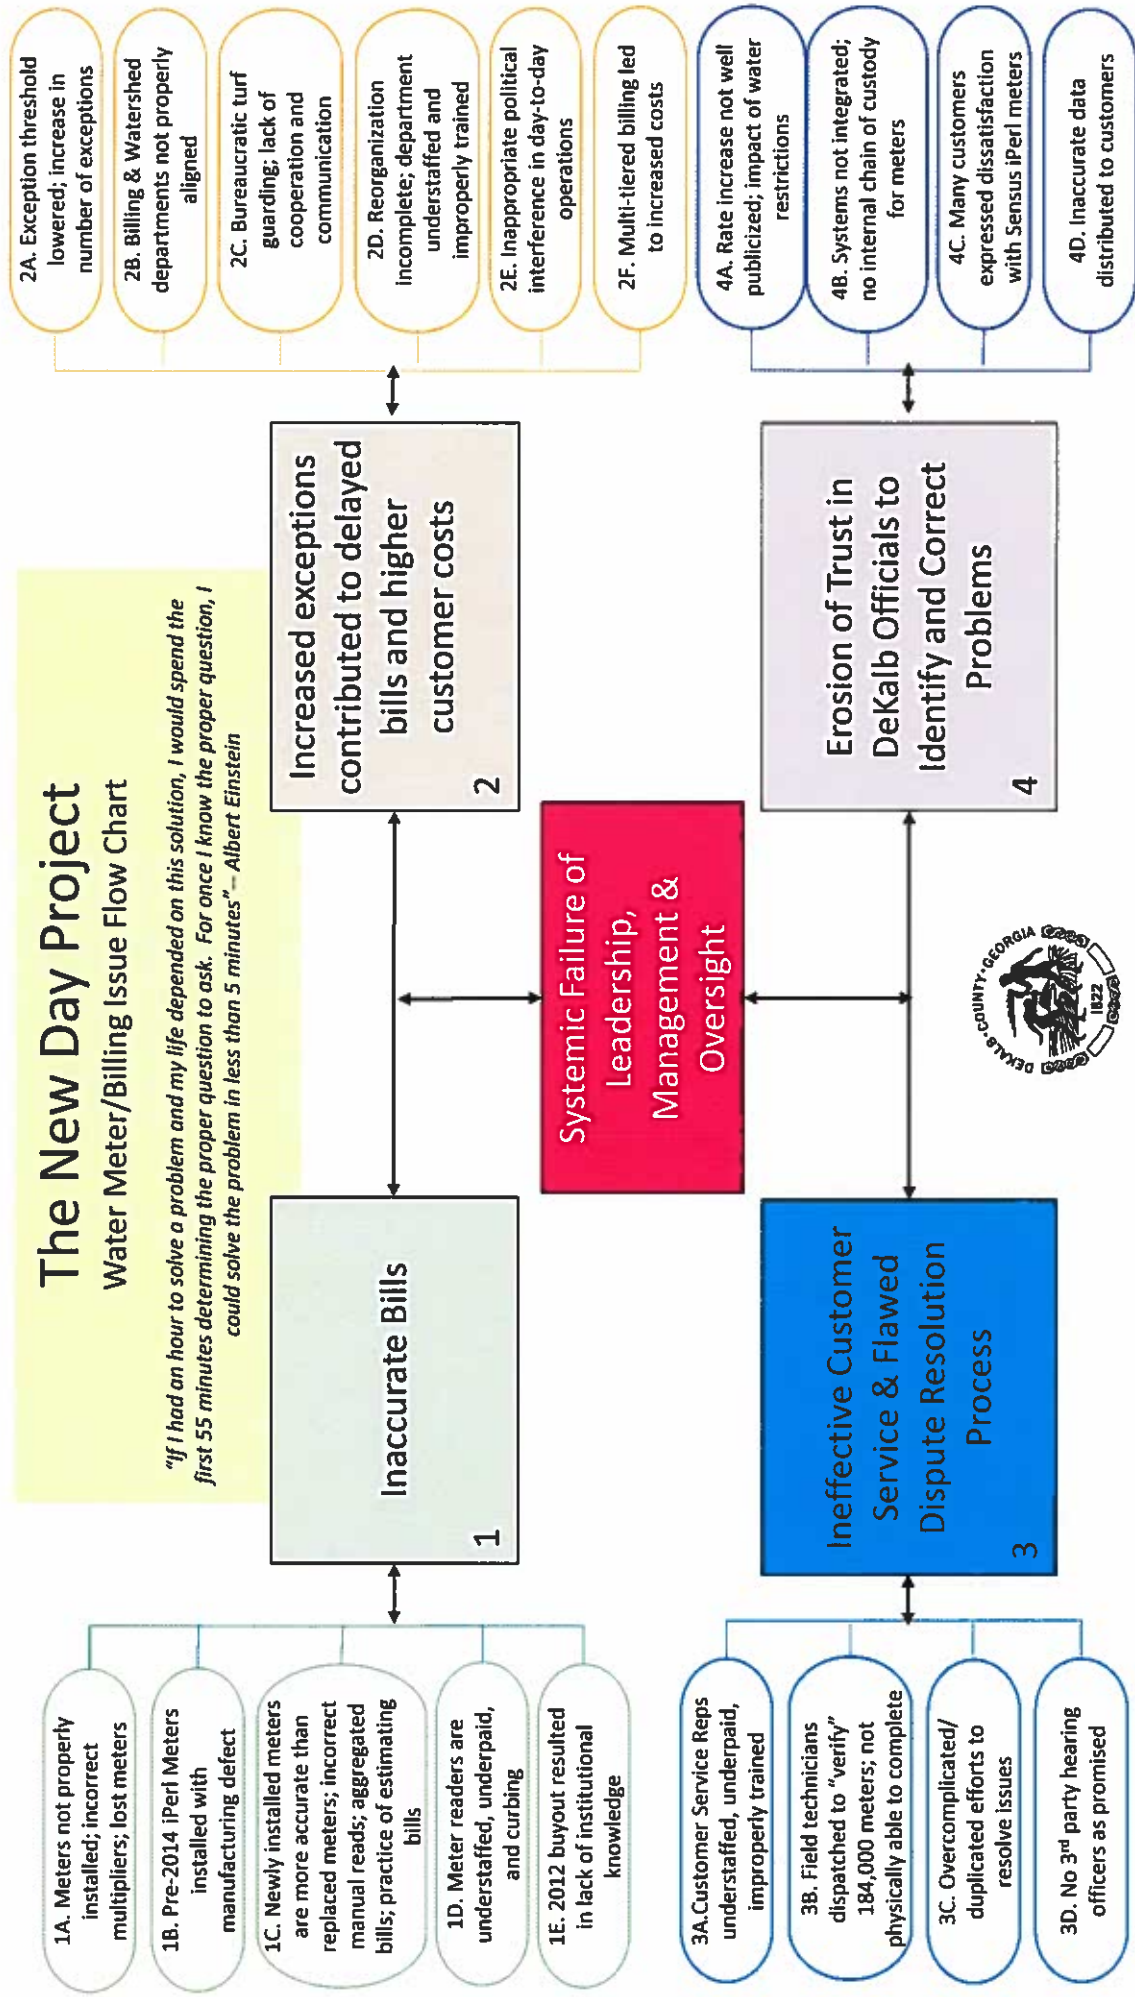 The New Day Project
Water Meter/Billing Issue Flow Chart
"If I had an hour to solve a problem and my life depended on this solution, I would spend the
first 55 minutes determining the proper question to ask. For once I know the proper question, I
could solve the problem in less than 5 minutes" – Albert Einstein
1A. Meters not properly
installed; incorrect
multipliers; lost meters
1B. Pre-2014 iPerl Meters
installed with
manufacturing defect
1C. Newly installed meters
are more accurate than
replaced meters; incorrect
manual reads; aggregated
bills; practice of estimating
bills
1D. Meter readers are
understaffed, underpaid,
and curbing
1E. 2012 buyout resulted
in lack of institutional
knowledge
Inaccurate Bills
1
Increased exceptions
contributed to delayed
bills and higher
customer costs
2
2A. Exception threshold
lowered; increase in
number of exceptions
2B. Billing & Watershed
departments not properly
aligned
2C. Bureaucratic turf
guarding; lack of
cooperation and
communication
2D. Reorganization
incomplete; department
understaffed and
improperly trained
2E. Inappropriate political
interference in day-to-day
operations
2F. Multi-tiered billing led
to increased costs
Systemic Failure of
Leadership,
Management &
Oversight
3A.Customer Service Reps
understaffed, underpaid,
improperly trained
3B. Field technicians
dispatched to "verify"
184,000 meters; not
physically able to complete
3C. Overcomplicated/
duplicated efforts to
resolve issues
3D. No 3rd party hearing
officers as promised
Ineffective Customer
Service & Flawed
Dispute Resolution
Process
3
Erosion of Trust in
DeKalb Officials to
Identify and Correct
Problems
4
4A. Rate increase not well
publicized; impact of water
restrictions
4B. Systems not integrated;
no internal chain of custody
for meters
4C. Many customers
expressed dissatisfaction
with Sensus iPerl meters
4D. Inaccurate data
distributed to customers
DEKALB•COUNTY•GEORGIA
1822